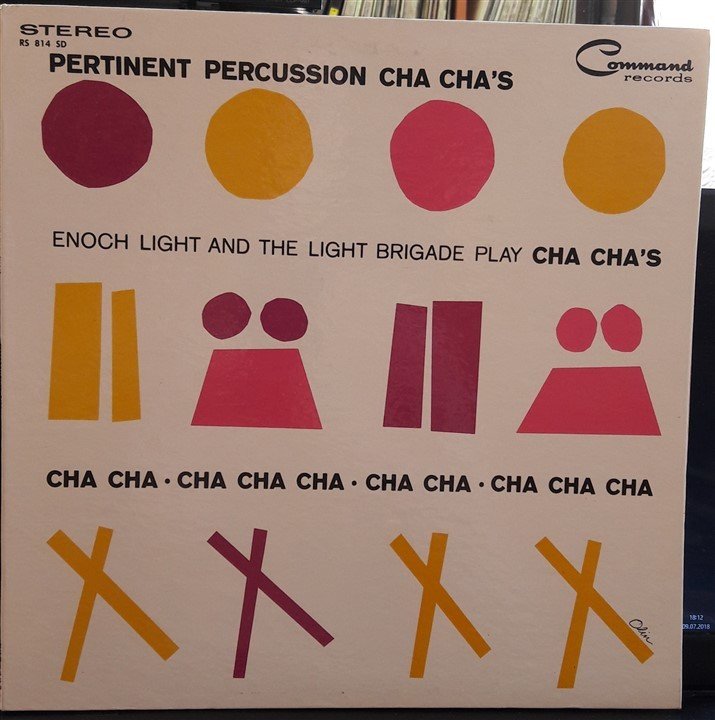 STEREO
RS 814 SD
Command
records
PERTINENT PERCUSSION CHA CHA'S
ENOCH LIGHT AND THE LIGHT BRIGADE PLAY CHA CHA'S
CHA CHA · CHA CHA CHA · CHA CHA · CHA CHA CHA
Olin
18:12
09.07.2018